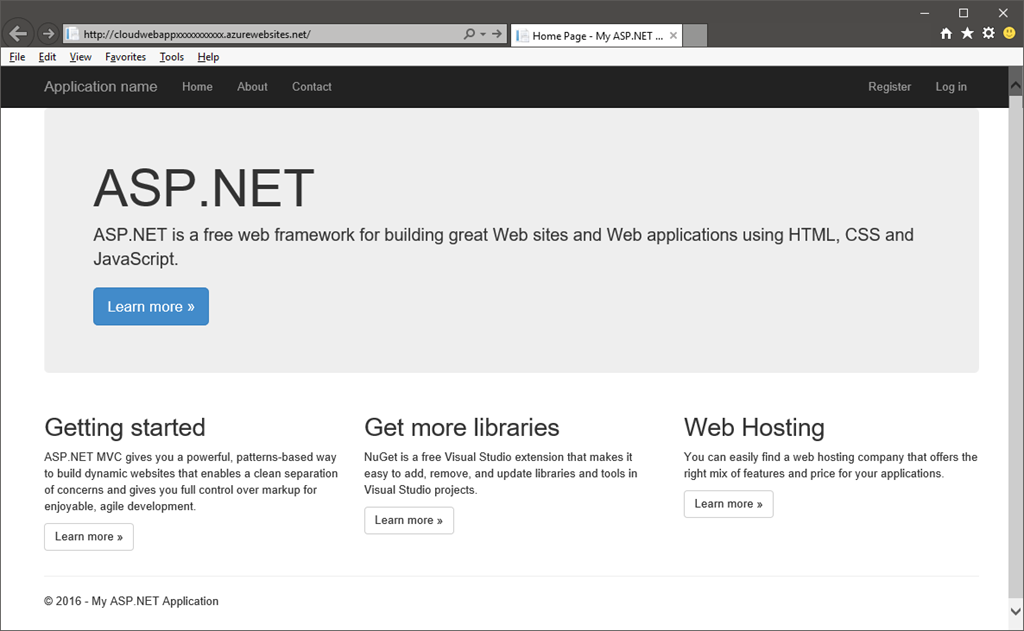 http://cloudwebappxxxxxxxxxx.azurewebsites.net/
Home Page - My ASP.NET ...
File Edit View Favorites Tools Help
Application name Home About Contact Register Log in
ASP.NET
ASP.NET is a free web framework for building great Web sites and Web applications using HTML, CSS and
JavaScript.
Learn more »
Getting started
ASP.NET MVC gives you a powerful, patterns-based way
to build dynamic websites that enables a clean separation
of concerns and gives you full control over markup for
enjoyable, agile development.
Learn more »
Get more libraries
NuGet is a free Visual Studio extension that makes it
easy to add, remove, and update libraries and tools in
Visual Studio projects.
Learn more »
Web Hosting
You can easily find a web hosting company that offers the
right mix of features and price for your applications.
Learn more »
© 2016 - My ASP.NET Application